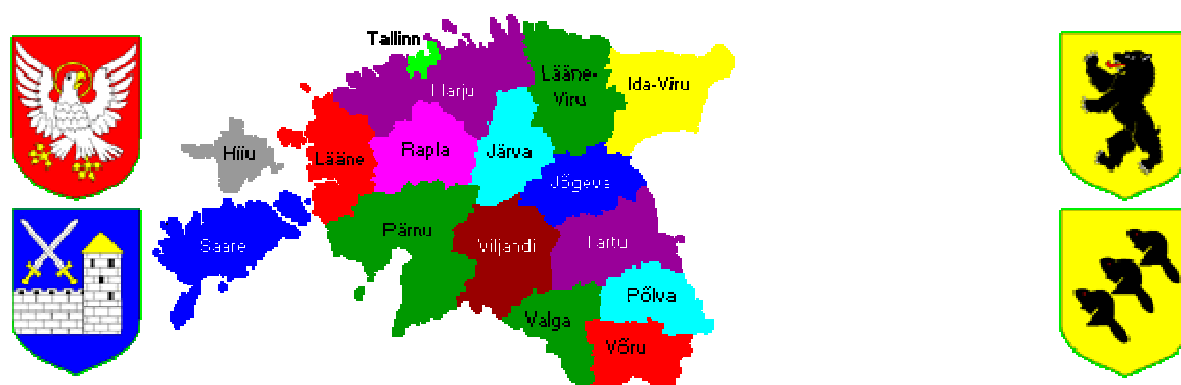 Tallinn
Harju
Lääne-
Viru
Ida-Viru
Hiiu
Lääne
Rapla
Järva
Jõgeva
Saare
Pärnu
Viljandi
Tartu
Põlva
Valga
Võru